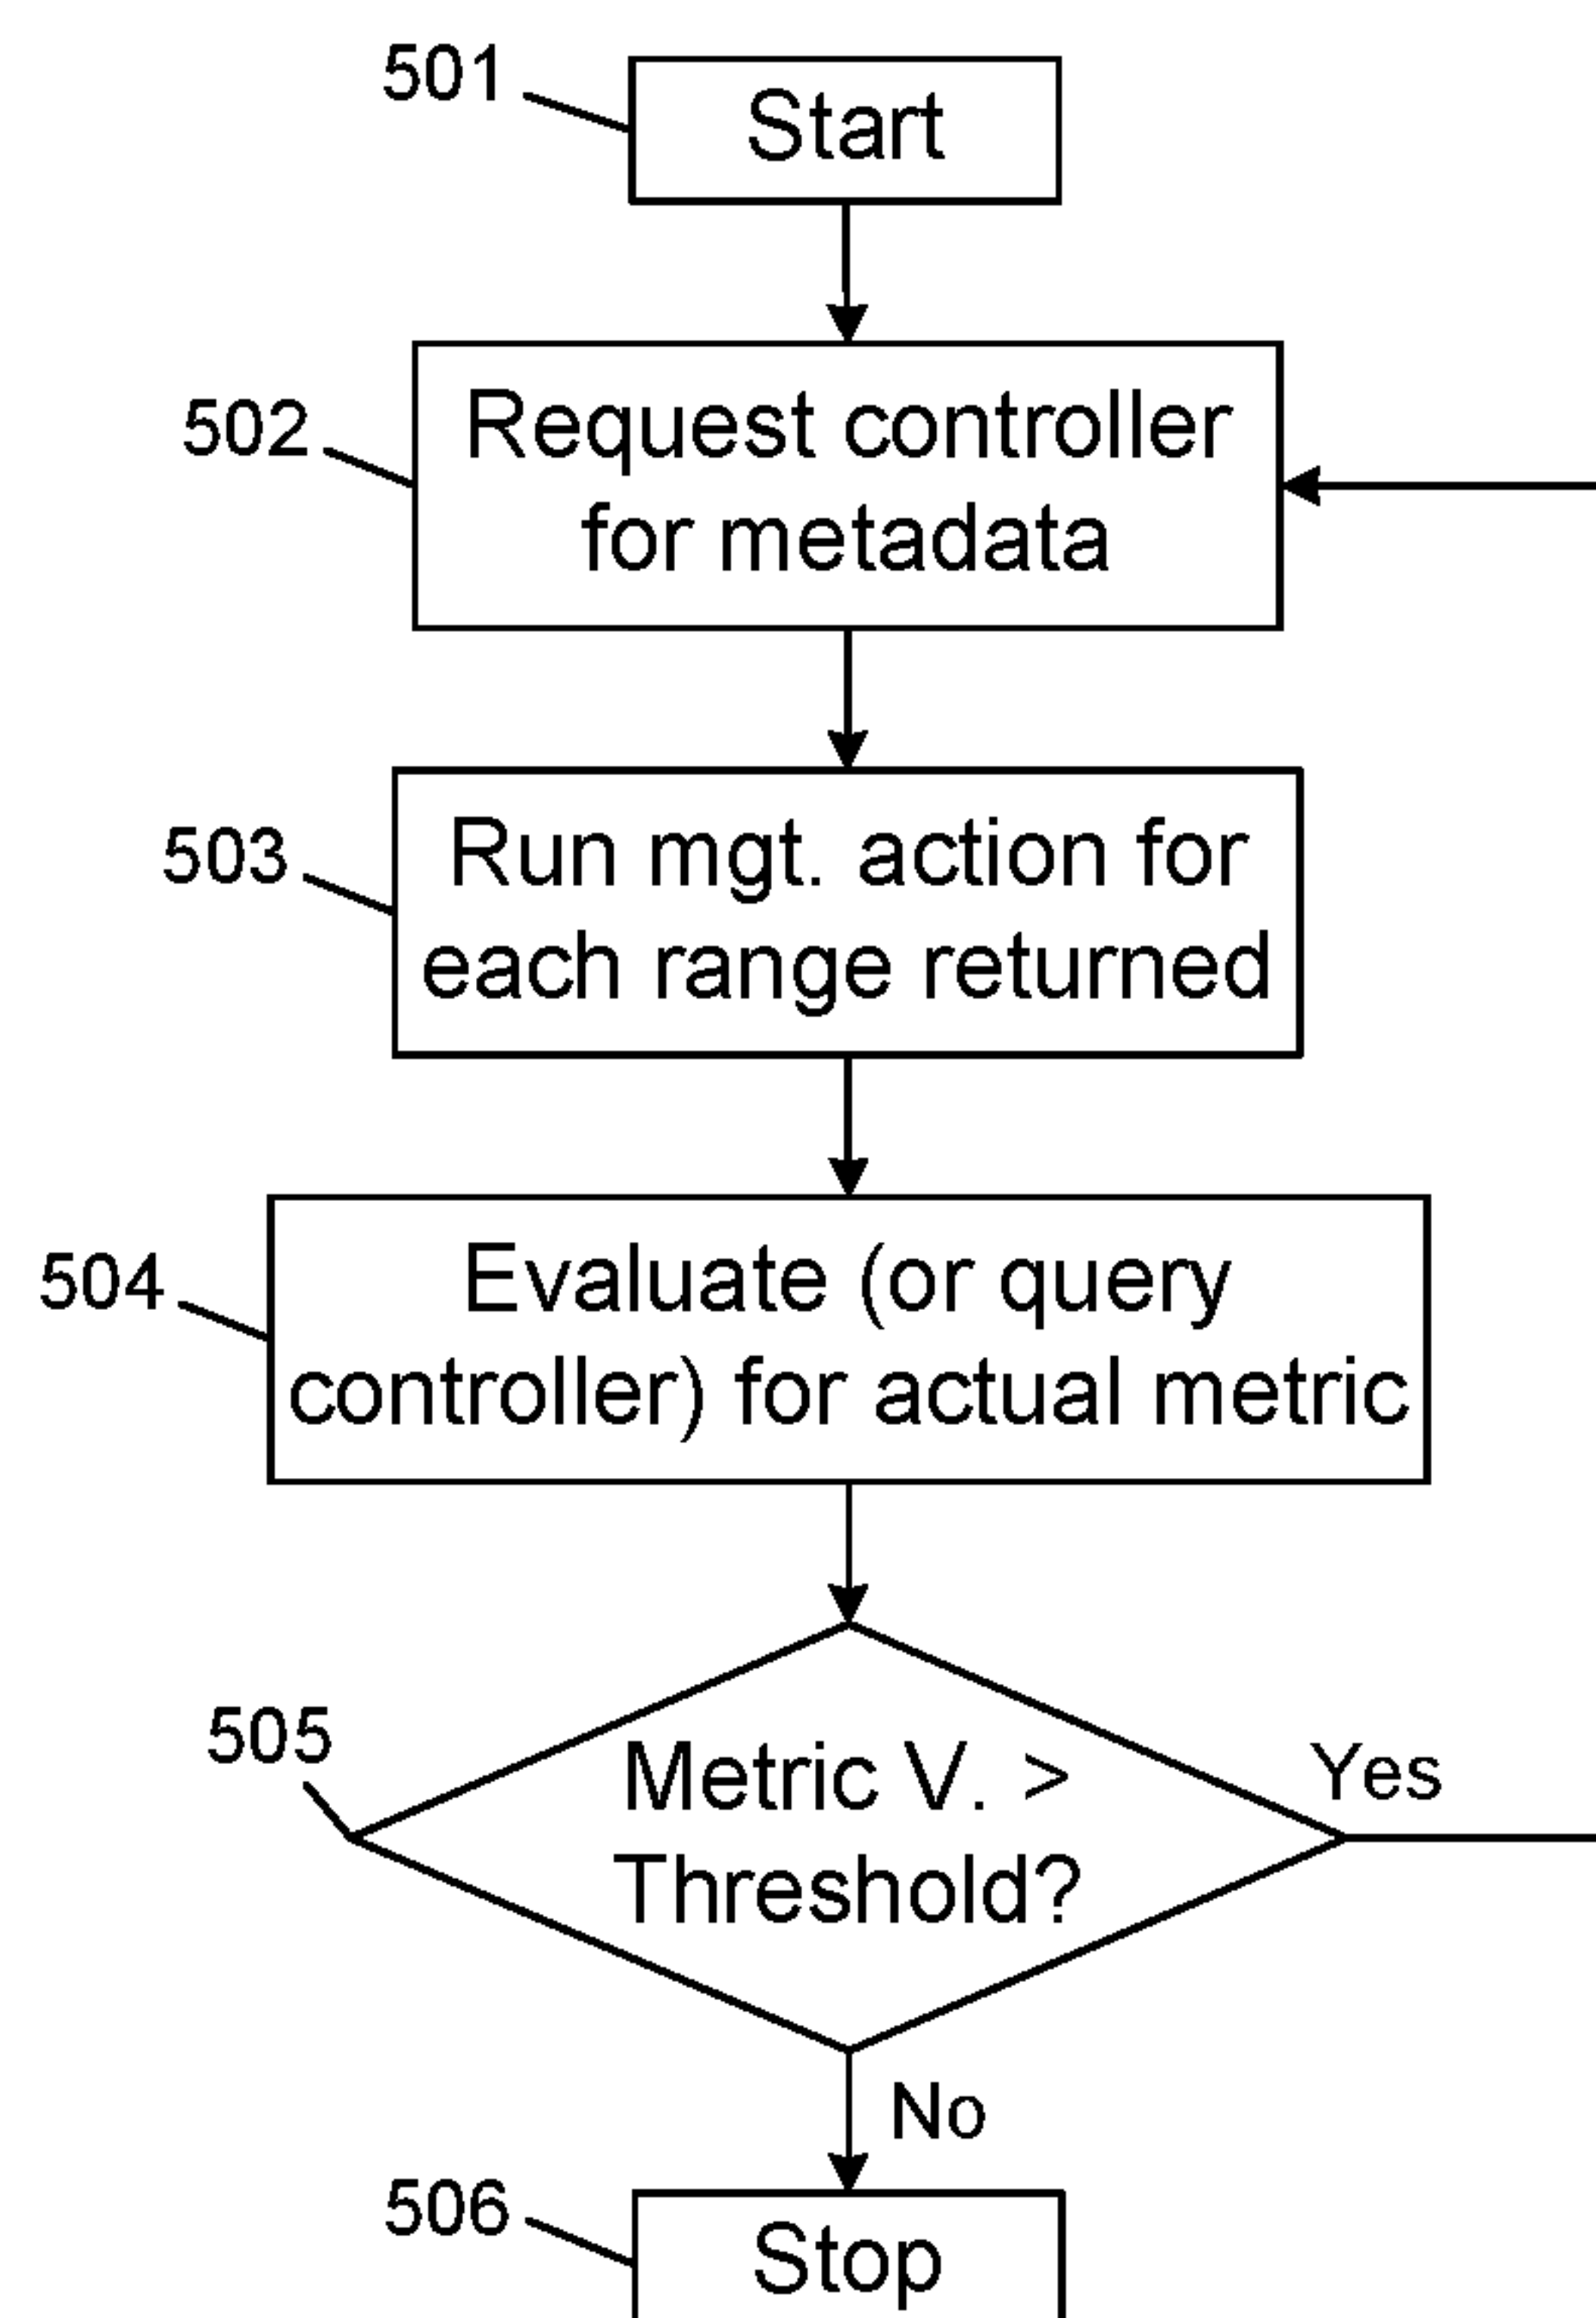 501
Start
502
Request controller
for metadata
503
Run mgt. action for
each range returned
504
Evaluate (or query
controller) for actual metric
505
Metric V. >
Threshold?
Yes
No
506
Stop